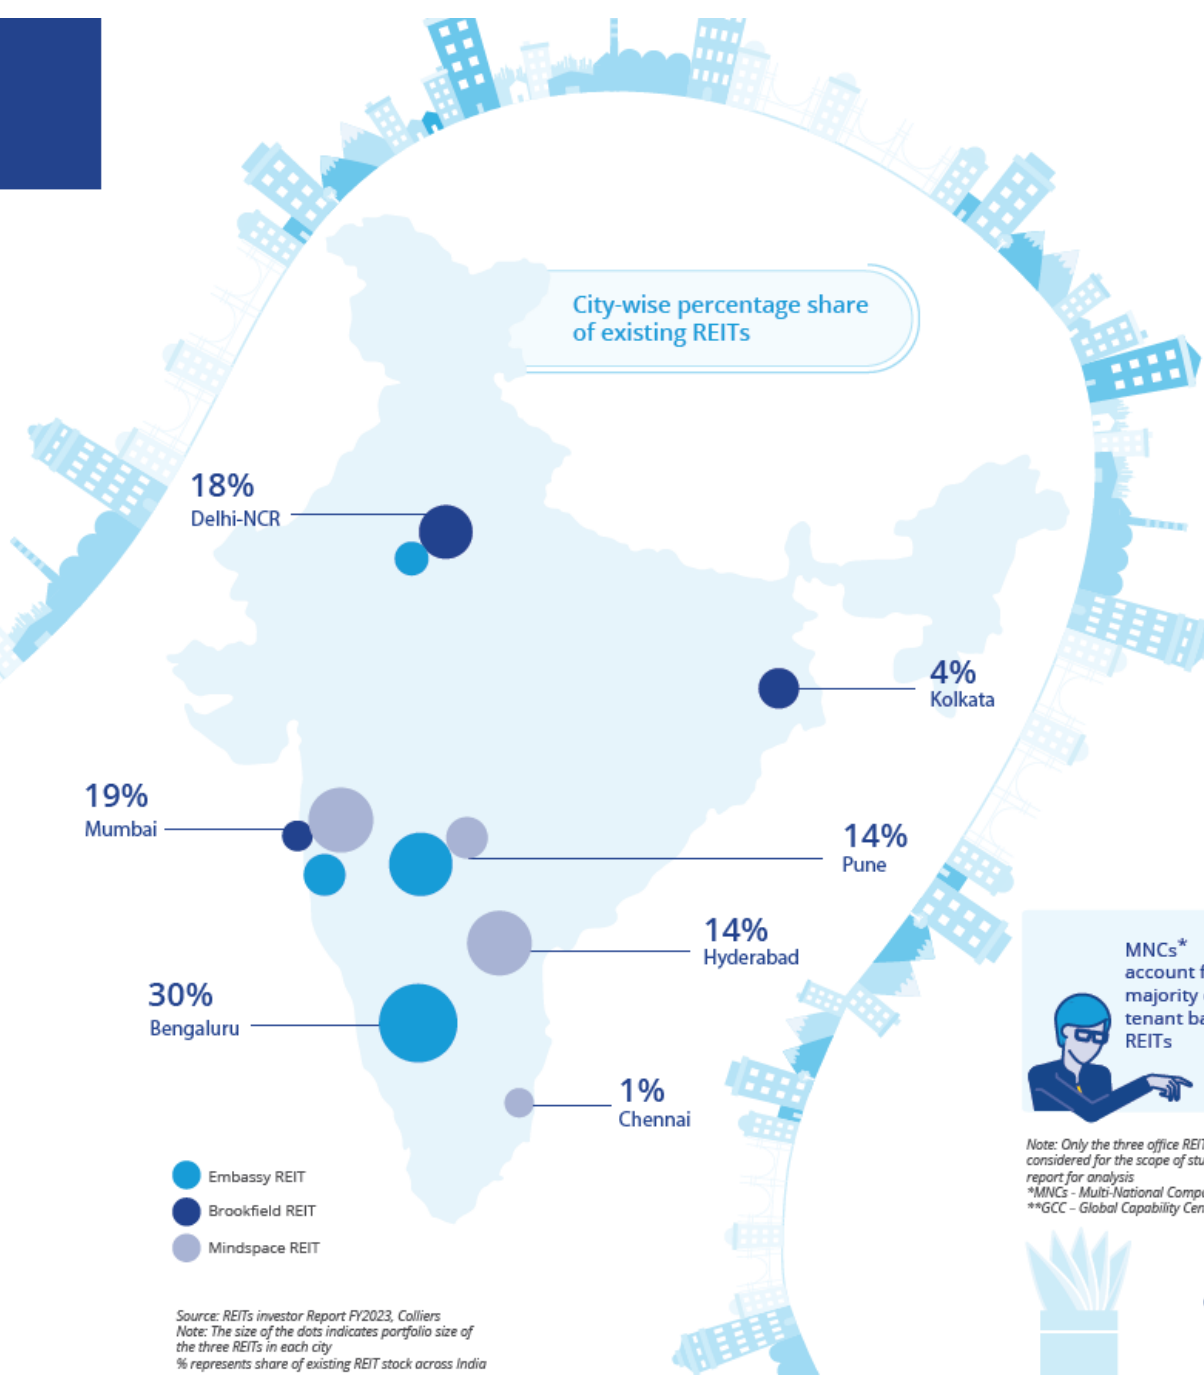 City-wise percentage share
of existing REITs
18%
Delhi-NCR
4%
Kolkata
19%
Mumbai
14%
Pune
14%
Hyderabad
30%
Bengaluru
1%
Chennai
Embassy REIT
Brookfield REIT
Mindspace REIT
Source: REITs investor Report FY2023, Colliers
Note: The size of the dots indicates portfolio size of
the three REITs in each city
% represents share of existing REIT stock across India
MNCs*
account
majority
tenant
REITs
Note: Only the three office
considered for the scope of
report for analysis
*MNCs - Multi-National
**GCC – Global Capability